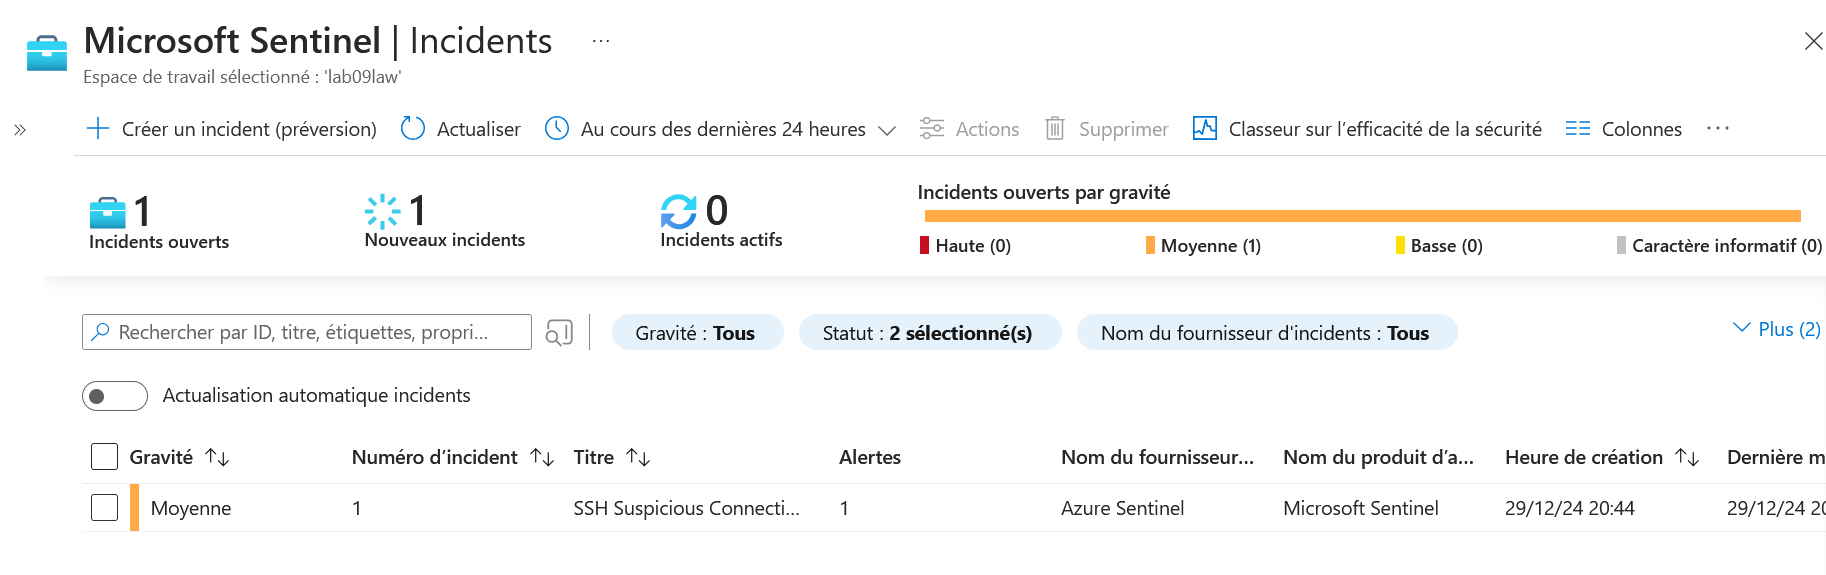 Microsoft Sentinel | Incidents ...
Espace de travail sélectionné : 'lab09law'
Créer un incident (préversion) Actualiser Au cours des dernières 24 heures Actions Supprimer Classeur sur l’efficacité de la sécurité Colonnes ...
1
Incidents ouverts
1
Nouveaux incidents
0
Incidents actifs
Incidents ouverts par gravité
Haute (0) Moyenne (1) Basse (0) Caractère informatif (0)
Rechercher par ID, titre, étiquettes, propri... Gravité : Tous Statut : 2 sélectionné(s) Nom du fournisseur d'incidents : Tous Plus (2)
Actualisation automatique incidents
Gravité Numéro d’incident Titre Alertes Nom du fournisseur... Nom du produit d’a... Heure de création Dernière m
Moyenne 1 SSH Suspicious Connecti... 1 Azure Sentinel Microsoft Sentinel 29/12/24 20:44 29/12/24 20